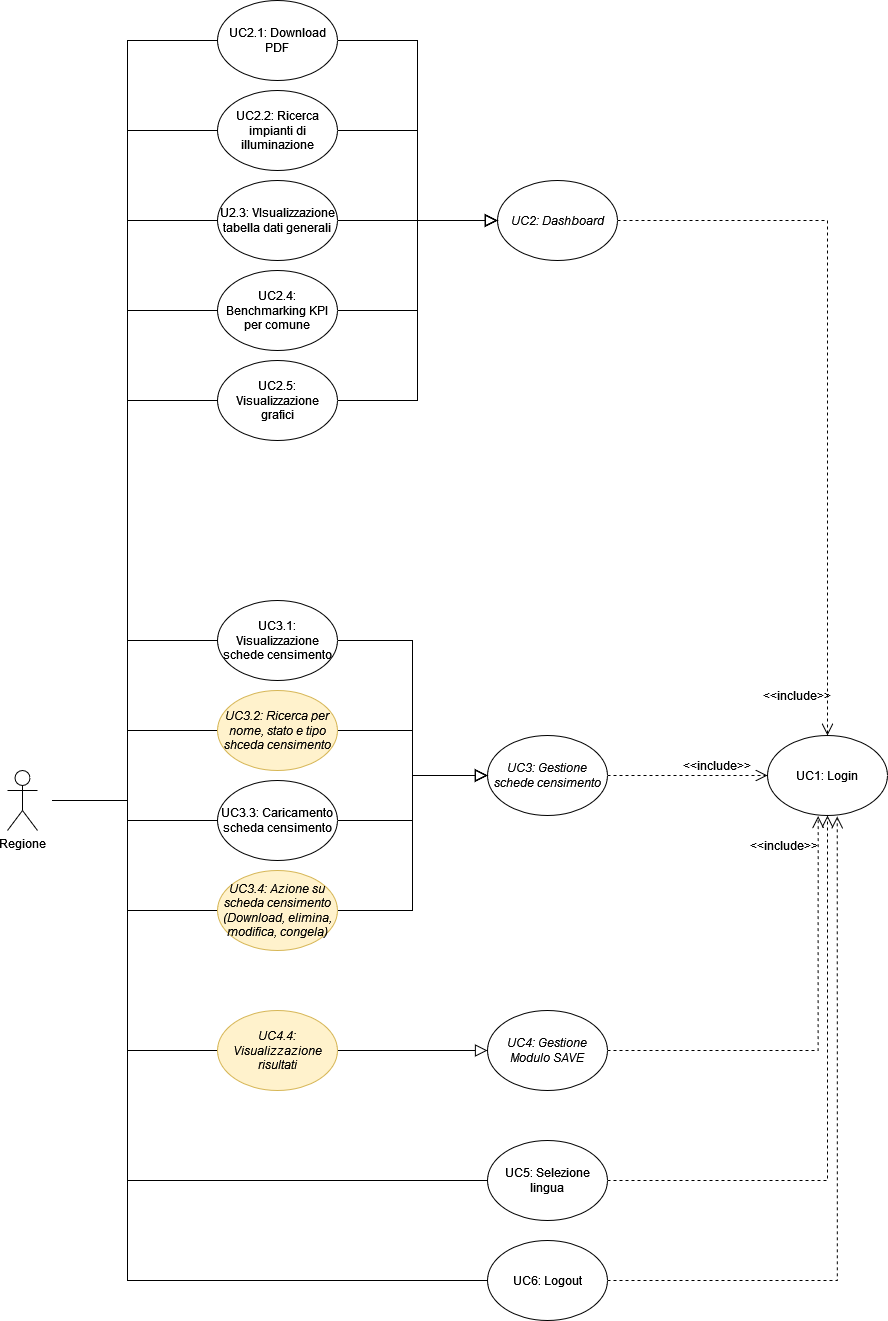 UC2.1: Download
PDF
UC2.2: Ricerca
impianti di
illuminazione
U2.3: VIsualizzazione
tabella dati generali
UC2: Dashboard
UC2.4:
Benchmarking KPI
per comune
UC2.5:
Visualizzazione
grafici
UC3.1:
Visualizzazione
schede censimento
<<include>>
UC3.2: Ricerca per
nome, stato e tipo
shceda censimento
UC3: Gestione
schede censimento
<<include>>
UC1: Login
UC3.3: Caricamento
scheda censimento
Regione
<<include>>
UC3.4: Azione su
scheda censimento
(Download, elimina,
modifica, congela)
UC4.4:
Visualizzazione
risultati
UC4: Gestione
Modulo SAVE
UC5: Selezione
lingua
UC6: Logout